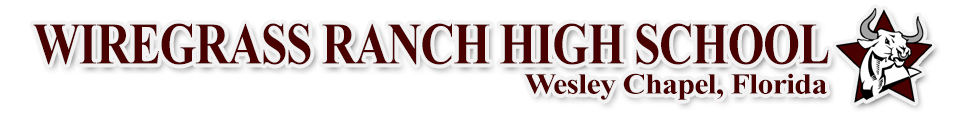 WIREGRASS RANCH HIGH SCHOOL
Wesley Chapel, Florida